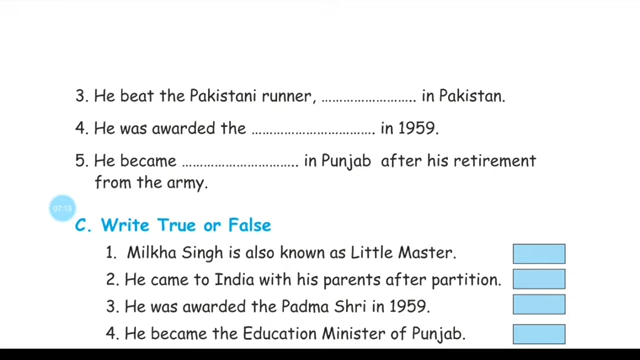 3. He beat the Pakistani runner, ........................ in Pakistan.
4. He was awarded the ................................ in 1959.
5. He became .............................. in Punjab after his retirement
from the army.
07:13
C. Write True or False
1. Milkha Singh is also known as Little Master.
2. He came to India with his parents after partition.
3. He was awarded the Padma Shri in 1959.
4. He became the Education Minister of Punjab.